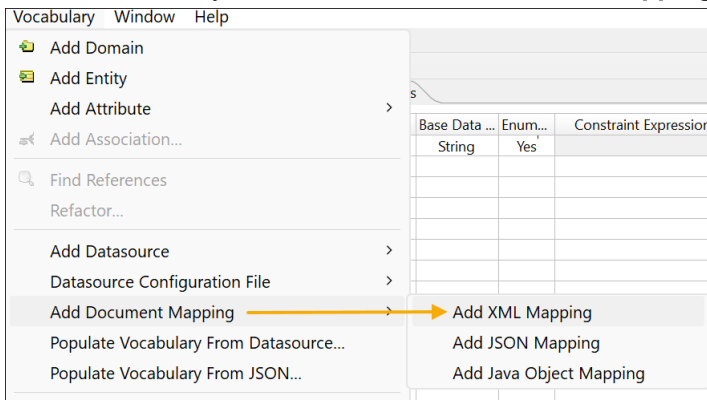 Vocabulary Window Help
Add Domain
Add Entity
s
Add Attribute
Base Data ... Enum... Constraint Expression
Add Association...
String Yes
Find References
Refactor...
Add Datasource
Datasource Configuration File
Add Document Mapping Add XML Mapping
Populate Vocabulary From Datasource... Add JSON Mapping
Populate Vocabulary From JSON... Add Java Object Mapping